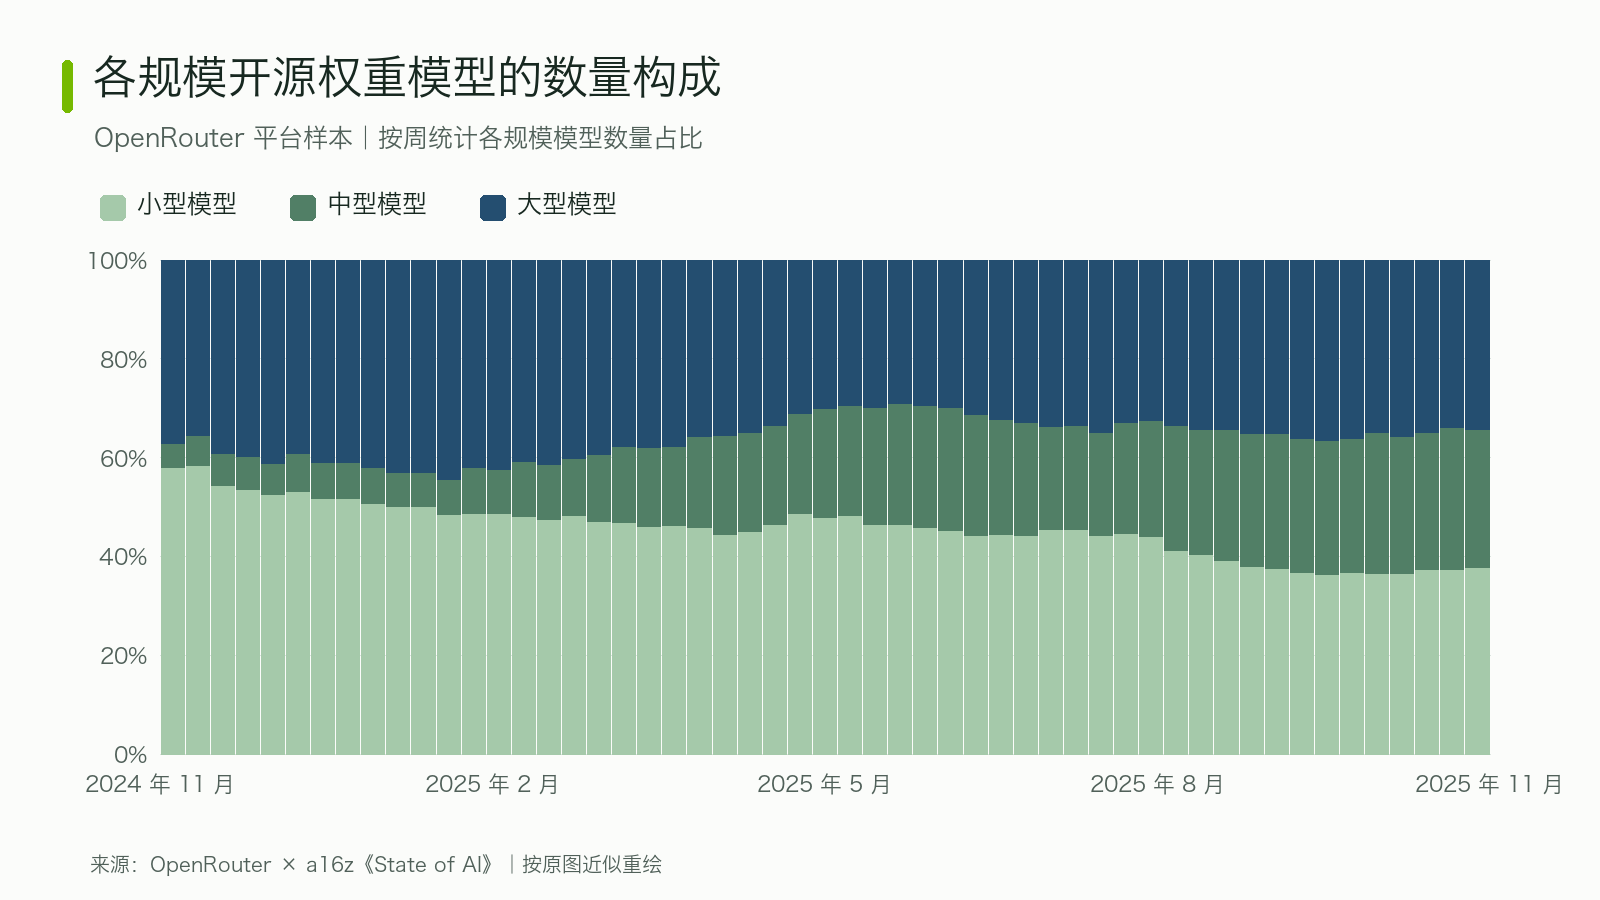 各规模开源权重模型的数量构成
OpenRouter 平台样本｜按周统计各规模模型数量占比
小型模型 中型模型 大型模型
100%
80%
60%
40%
20%
0%
2024 年 11 月 2025 年 2 月 2025 年 5 月 2025 年 8 月 2025 年 11 月
来源：OpenRouter × a16z《State of AI》｜按原图近似重绘